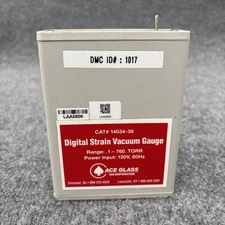 DMC ID# : 1017
LAA5806
CAT# 14034-38
Digital Strain Vacuum Gauge
Range: .1 - 760. TORR
Power Input: 120V, 60Hz
ACE GLASS
INCORPORATED